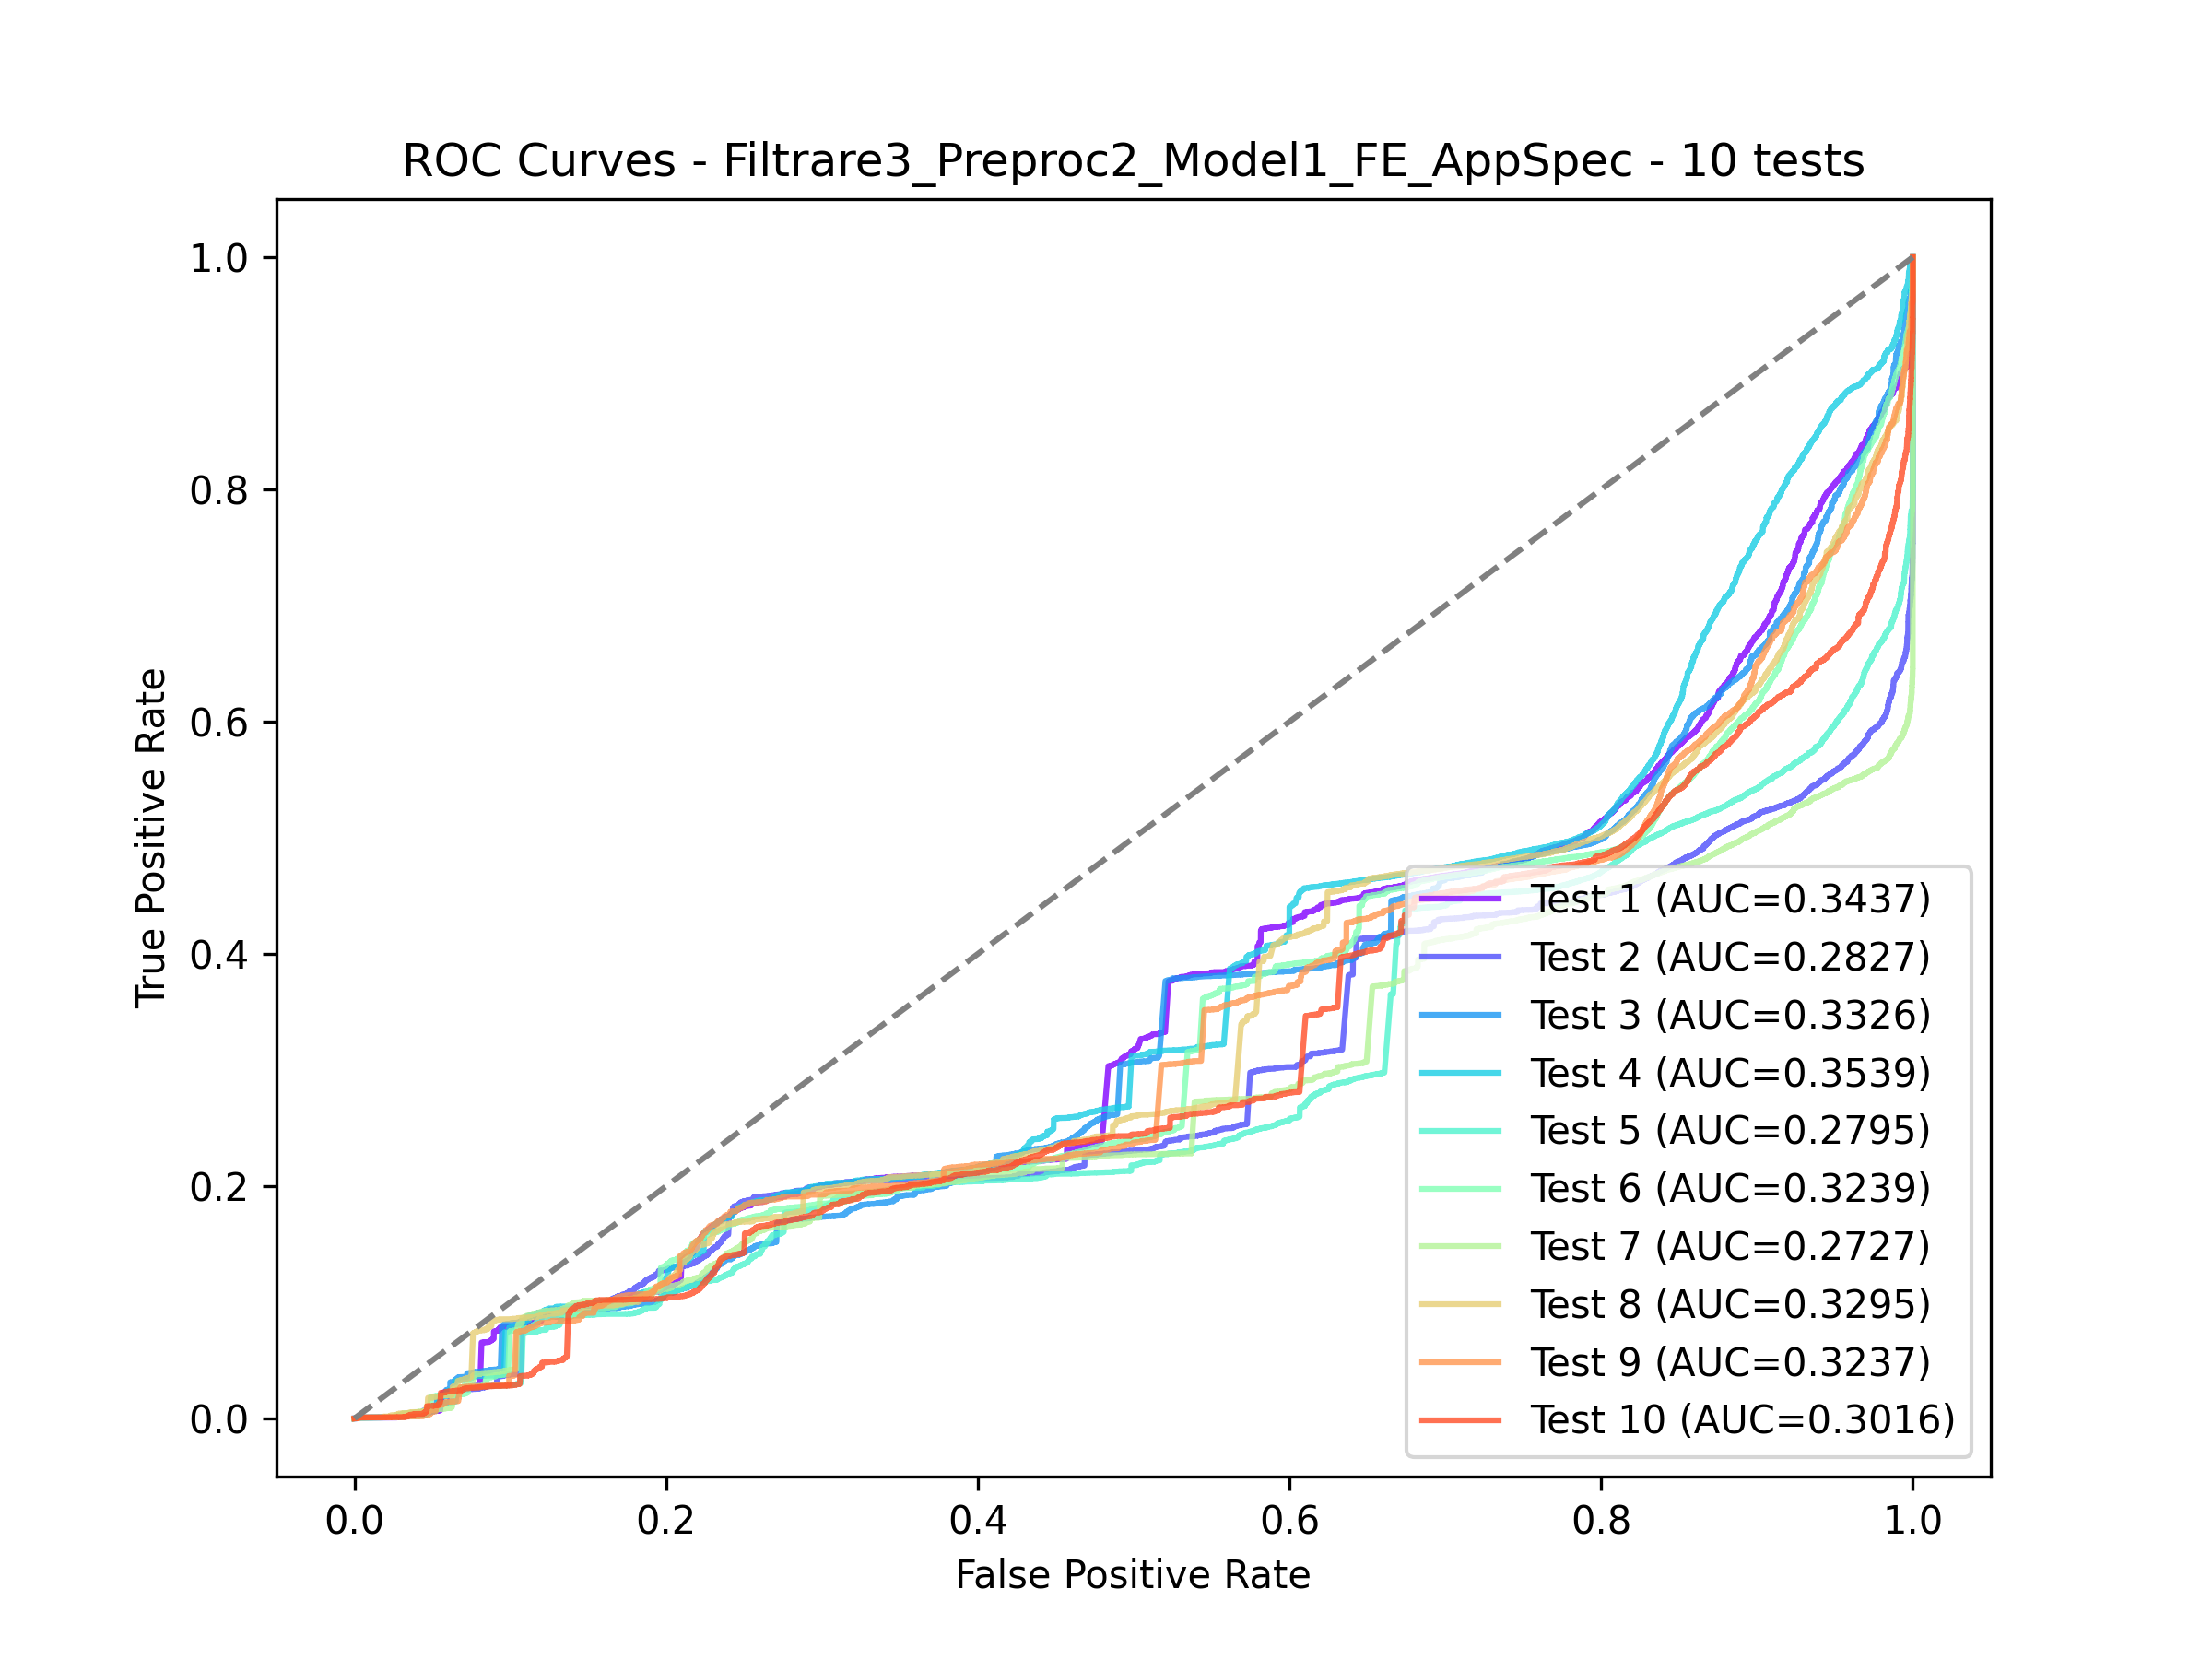 ROC Curves - Filtrare3_Preproc2_Model1_FE_AppSpec - 10 tests
True Positive Rate
1.0
0.8
0.6
0.4
0.2
0.0
Test 1 (AUC=0.3437)
Test 2 (AUC=0.2827)
Test 3 (AUC=0.3326)
Test 4 (AUC=0.3539)
Test 5 (AUC=0.2795)
Test 6 (AUC=0.3239)
Test 7 (AUC=0.2727)
Test 8 (AUC=0.3295)
Test 9 (AUC=0.3237)
Test 10 (AUC=0.3016)
0.0 0.2 0.4 0.6 0.8 1.0
False Positive Rate